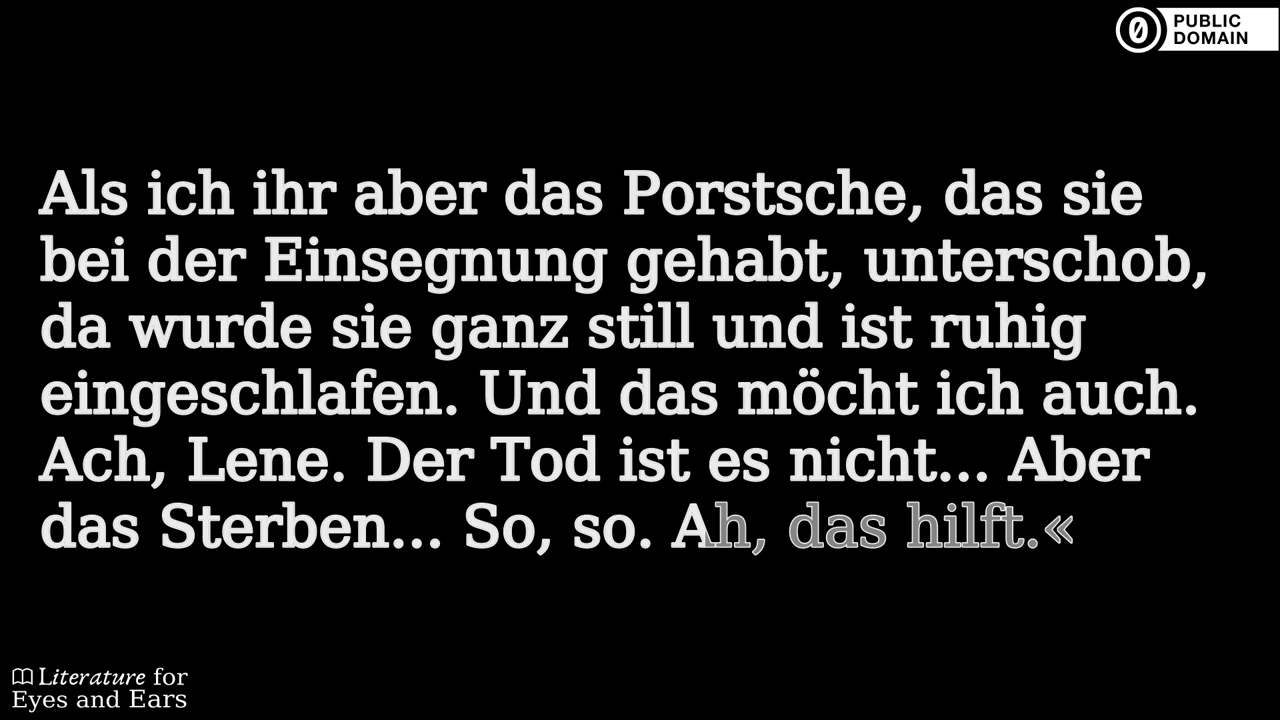 PUBLIC
DOMAIN
Als ich ihr aber das Porstsche, das sie
bei der Einsegnung gehabt, unterschob,
da wurde sie ganz still und ist ruhig
eingeschlafen. Und das möcht ich auch.
Ach, Lene. Der Tod ist es nicht... Aber
das Sterben... So, so. Ah, das hilft.«
Literature for
Eyes and Ears